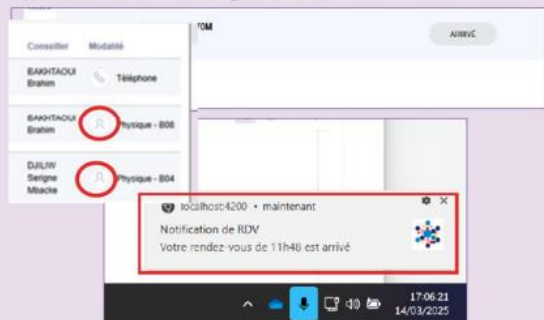 ARRIVÉ
Conseiller Modalité
BAKHTAOUI
Brahim
Téléphone
BAKHTAOUI
Brahim
Physique - B08
DJILIW
Serigne
Mbacke
Physique - B04
localhost:4200 • maintenant
Notification de RDV
Votre rendez-vous de 11h48 est arrivé
17:06:21
14/03/2025